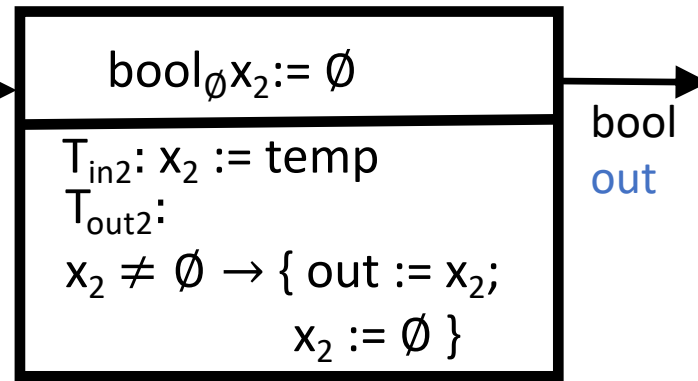 bool∅x₂:= ∅
Tᵢₙ₂: x₂ := temp
Tₒᵤₜ₂:
x₂ ≠ ∅ → { out := x₂;
x₂ := ∅ }
bool
out